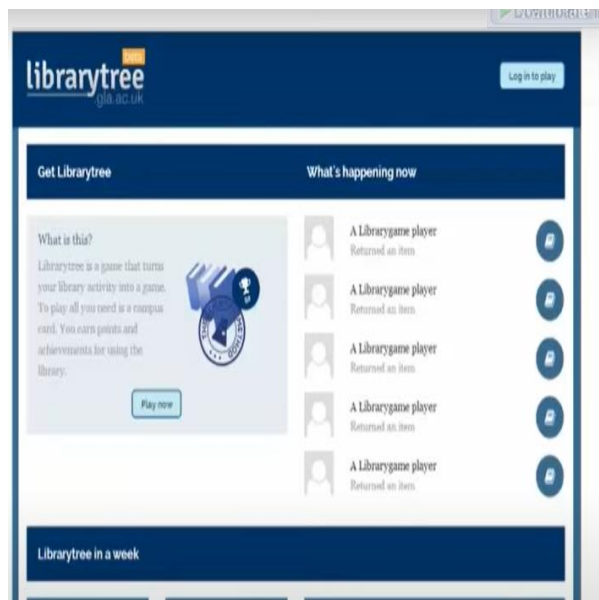 beta
librarytree
.gla.ac.uk
Log in to play
Get Librarytree
What's happening now
What is this?
Librarytree is a game that turns
your library activity into a game.
To play all you need is a campus
card. You earn points and
achievements for using the
library.
Play now
A Librarygame player
Returned an item
A Librarygame player
Returned an item
A Librarygame player
Returned an item
A Librarygame player
Returned an item
A Librarygame player
Returned an item
Librarytree in a week